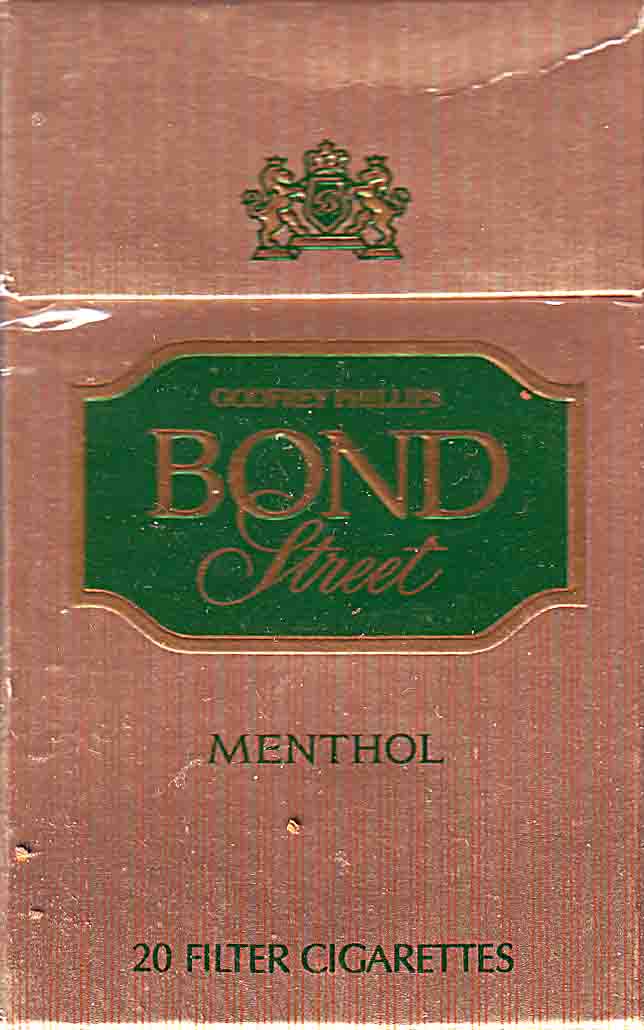 GODFREY PHILLIPS
BOND
Street
MENTHOL
20 FILTER CIGARETTES